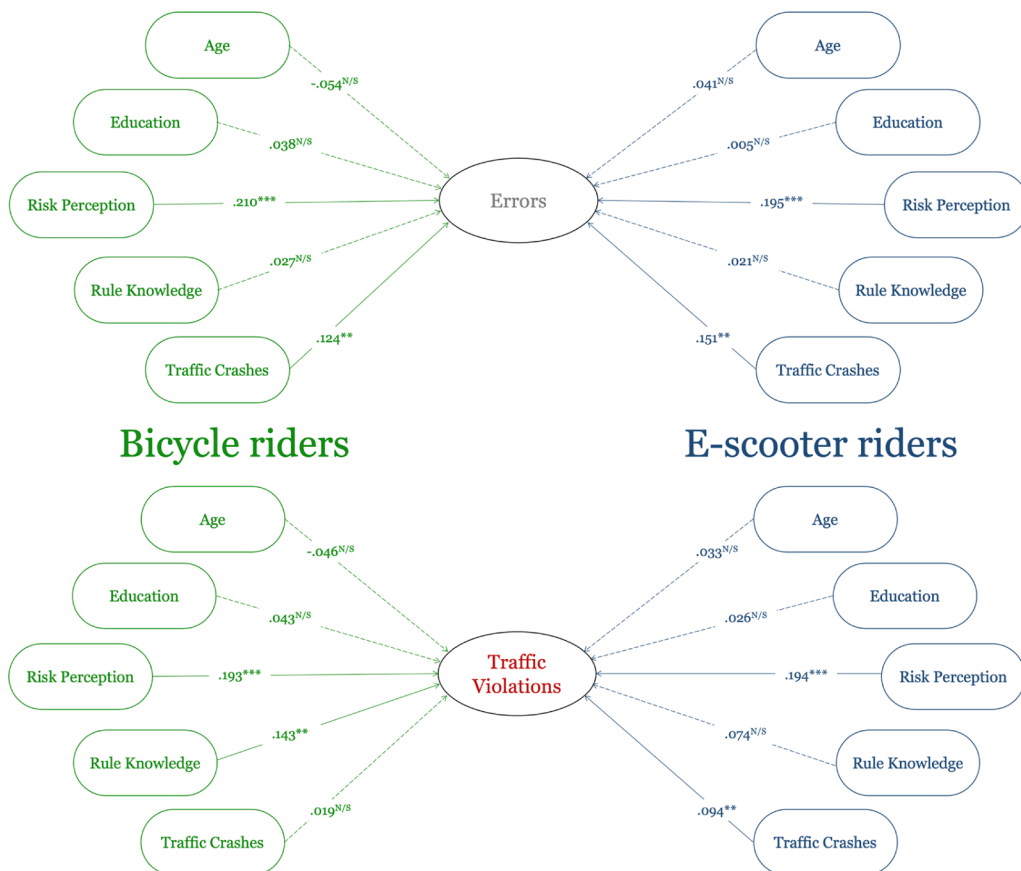 Age
Age
-.054N/S
.041N/S
Education
Education
.038N/S
.005N/S
Risk Perception
.210***
Errors
.195***
Risk Perception
.027N/S
.021N/S
Rule Knowledge
Rule Knowledge
.124**
.151**
Traffic Crashes
Traffic Crashes
Bicycle riders
E-scooter riders
Age
Age
-.046N/S
.033N/S
Education
Education
.043N/S
.026N/S
Risk Perception
.193***
Traffic
Violations
.194***
Risk Perception
.143**
.074N/S
Rule Knowledge
Rule Knowledge
.019N/S
.094**
Traffic Crashes
Traffic Crashes